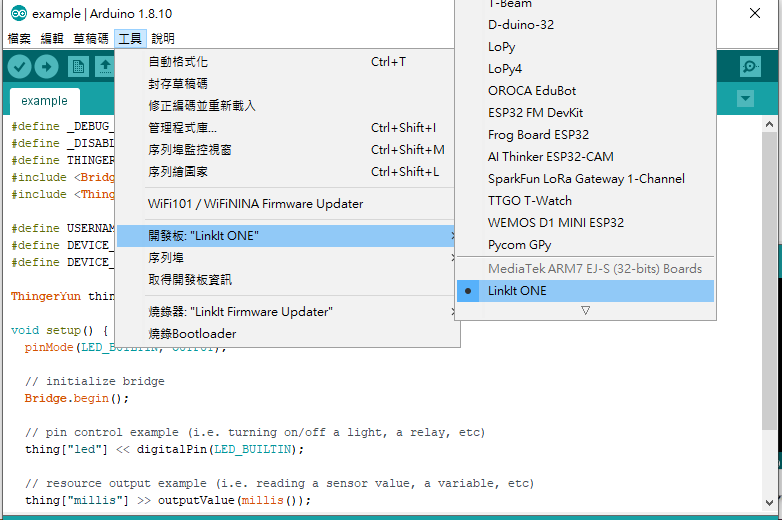 example | Arduino 1.8.10
檔案 編輯 草稿碼 工具 說明
example
自動格式化 Ctrl+T
封存草稿碼
修正編碼並重新載入
管理程式庫... Ctrl+Shift+I
序列埠監控視窗 Ctrl+Shift+M
序列繪圖家 Ctrl+Shift+L
WiFi101 / WiFiNINA Firmware Updater
開發板: "LinkIt ONE"
序列埠
取得開發板資訊
燒錄器: "LinkIt Firmware Updater"
燒錄Bootloader
T-Beam
D-duino-32
LoPy
LoPy4
OROCA EduBot
ESP32 FM DevKit
Frog Board ESP32
AI Thinker ESP32-CAM
SparkFun LoRa Gateway 1-Channel
TTGO T-Watch
WEMOS D1 MINI ESP32
Pycom GPy
MediaTek ARM7 EJ-S (32-bits) Boards
LinkIt ONE
#define _DEBUG_
#define _DISABL
#define THINGER
#include <Bridg
#include <Thing
#define USERNAM
#define DEVICE_
#define DEVICE_
ThingerYun thin
void setup() {
pinMode(LED_BUILTIN, OUTPUT);
// initialize bridge
Bridge.begin();
// pin control example (i.e. turning on/off a light, a relay, etc)
thing["led"] << digitalPin(LED_BUILTIN);
// resource output example (i.e. reading a sensor value, a variable, etc)
thing["millis"] >> outputValue(millis());